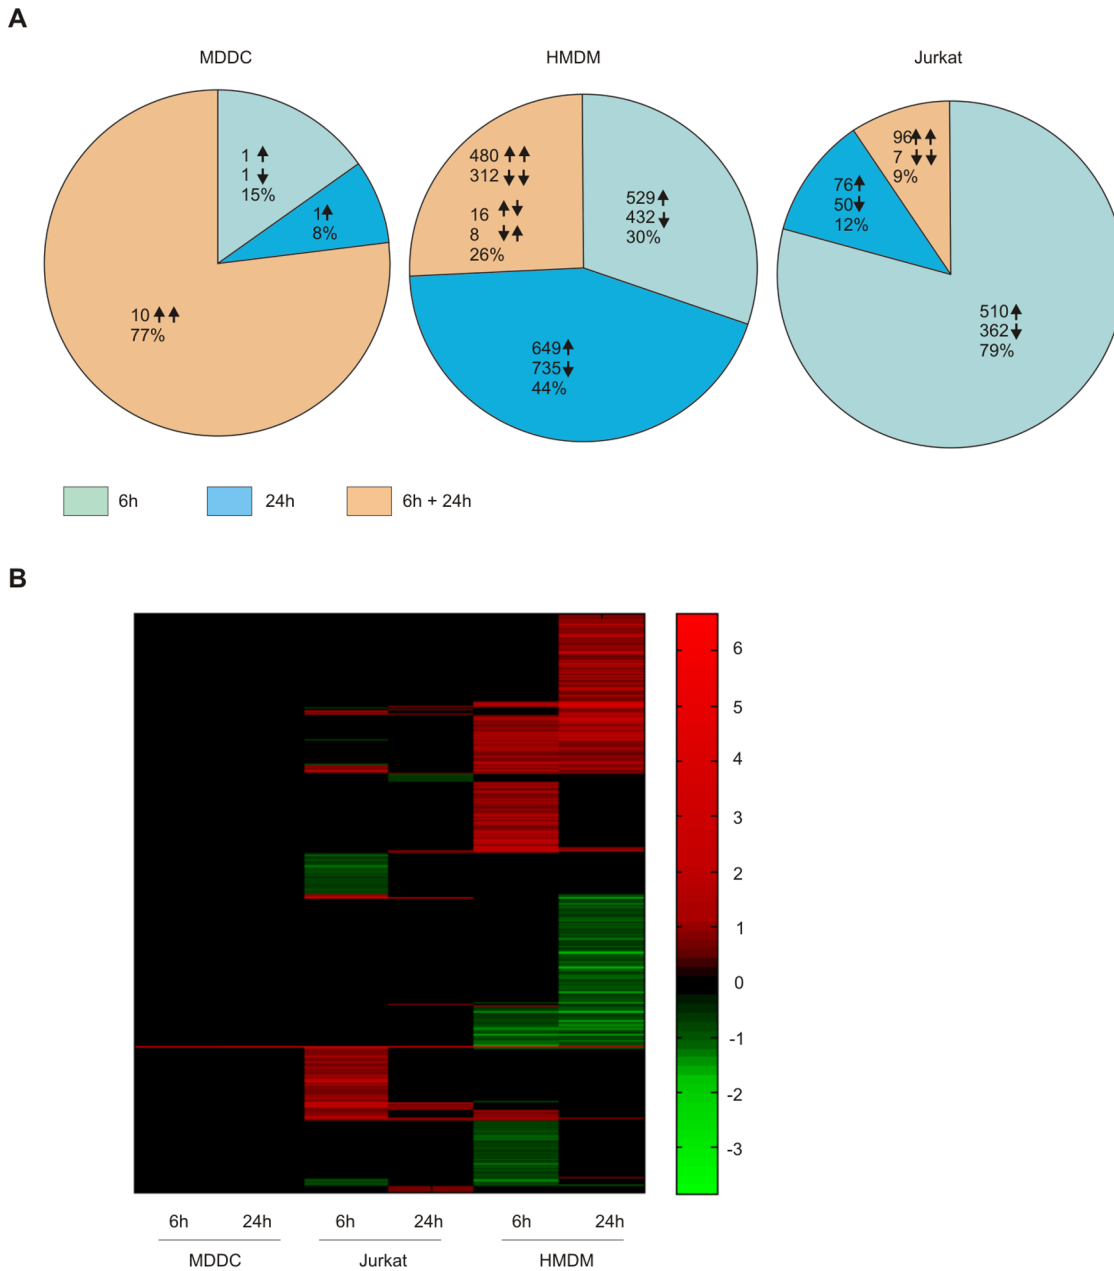 A
MDDC
HMDM
Jurkat
1 ↑
1 ↓
15%
1 ↑
8%
10 ↑ ↑
77%
480 ↑ ↑
312 ↓ ↓
16 ↑ ↓
8 ↓ ↑
26%
529 ↑
432 ↓
30%
649 ↑
735 ↓
44%
96 ↑ ↑
7 ↓ ↓
9%
76 ↑
50 ↓
12%
510 ↑
362 ↓
79%
6h
24h
6h + 24h
B
6
5
4
3
2
1
0
-1
-2
-3
6h 24h 6h 24h 6h 24h
MDDC Jurkat HMDM